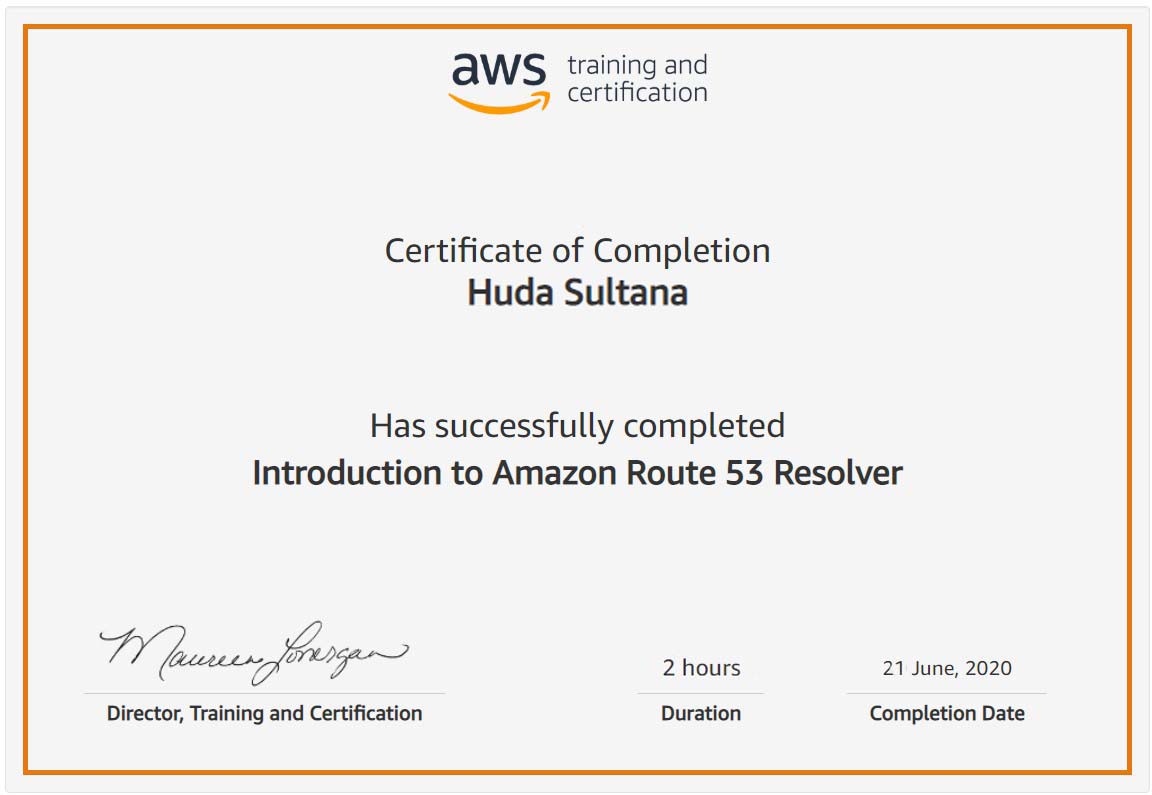 aws training and
certification
Certificate of Completion
Huda Sultana
Has successfully completed
Introduction to Amazon Route 53 Resolver
Maureen Lonergan
Director, Training and Certification
2 hours
Duration
21 June, 2020
Completion Date